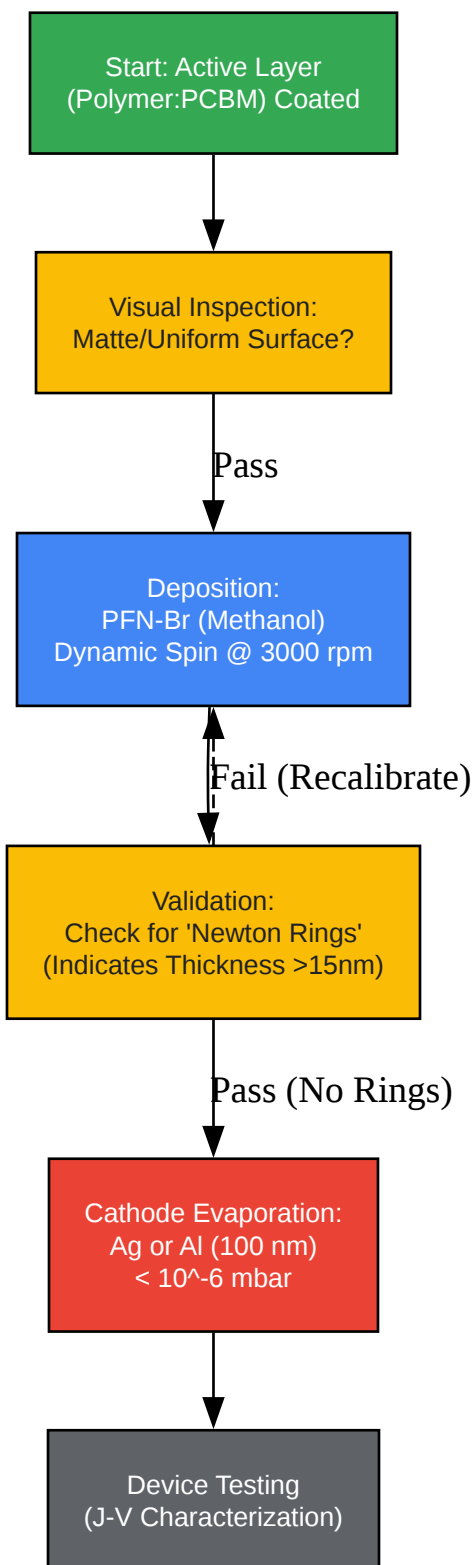 Start: Active Layer
(Polymer:PCBM) Coated
Visual Inspection:
Matte/Uniform Surface?
Pass
Deposition:
PFN-Br (Methanol)
Dynamic Spin @ 3000 rpm
Fail (Recalibrate)
Validation:
Check for 'Newton Rings'
(Indicates Thickness >15nm)
Pass (No Rings)
Cathode Evaporation:
Ag or Al (100 nm)
< 10^-6 mbar
Device Testing
(J-V Characterization)